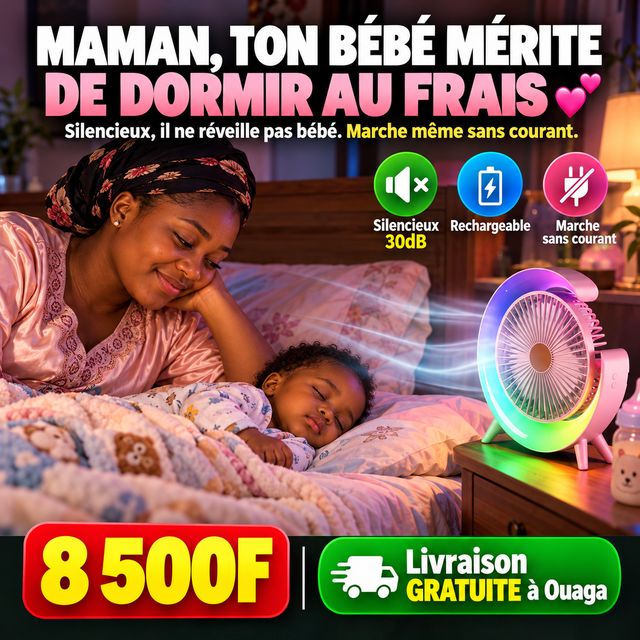 MAMAN, TON BÉBÉ MÉRITE
DE DORMIR AU FRAIS
Silencieux, il ne réveille pas bébé. Marche même sans courant.
Silencieux
30dB
Rechargeable
Marche
sans courant
8 500F
Livraison
GRATUITE à Ouaga